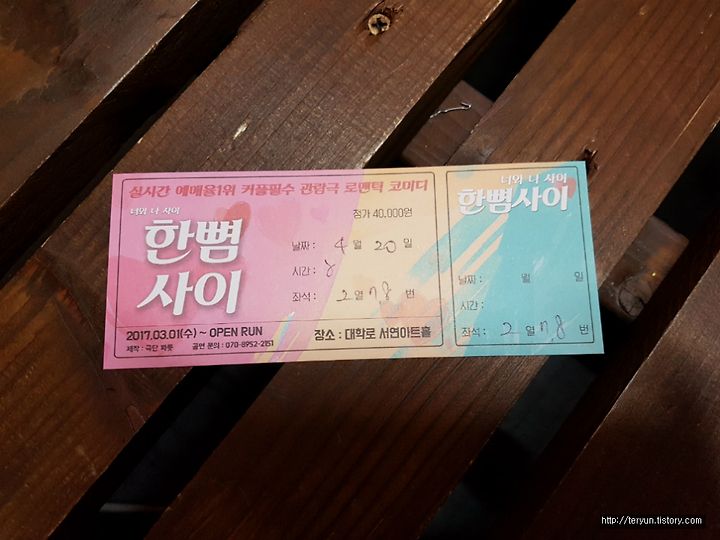 실시간 예매율1위 커플필수 관람극 로맨틱 코미디
너와 나 사이
한뼘
사이
정가 40,000원
날짜 : 4 월 20 일
시간 : 8
좌석 : 2 열 7,8 번
2017.03.01(수) ~ OPEN RUN
장소 : 대학로 서연아트홀
제작 : 극단 파룻
공연 문의 : 070-8952-2151
너와 나 사이
한뼘사이
날짜 : 월 일
시간 :
좌석 : 2 열 7,8 번
http://teryun.tistory.com